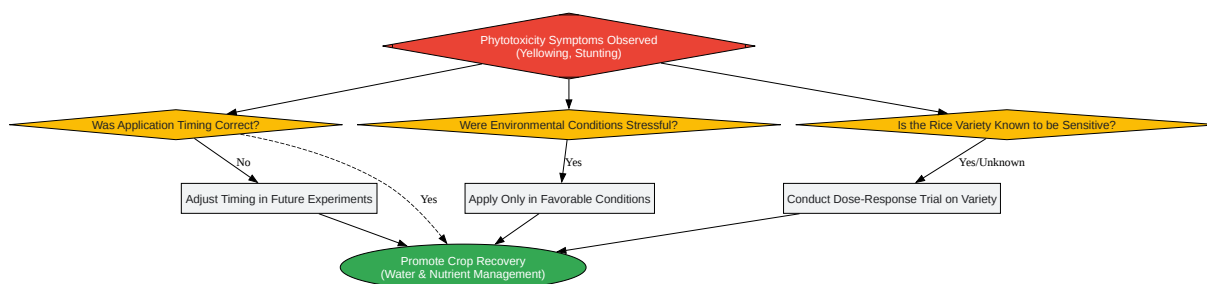 Phytotoxicity Symptoms Observed
(Yellowing, Stunting)
Was Application Timing Correct?
Were Environmental Conditions Stressful?
Is the Rice Variety Known to be Sensitive?
No
Yes
Yes/Unknown
Adjust Timing in Future Experiments
Yes
Apply Only in Favorable Conditions
Conduct Dose-Response Trial on Variety
Promote Crop Recovery
(Water & Nutrient Management)